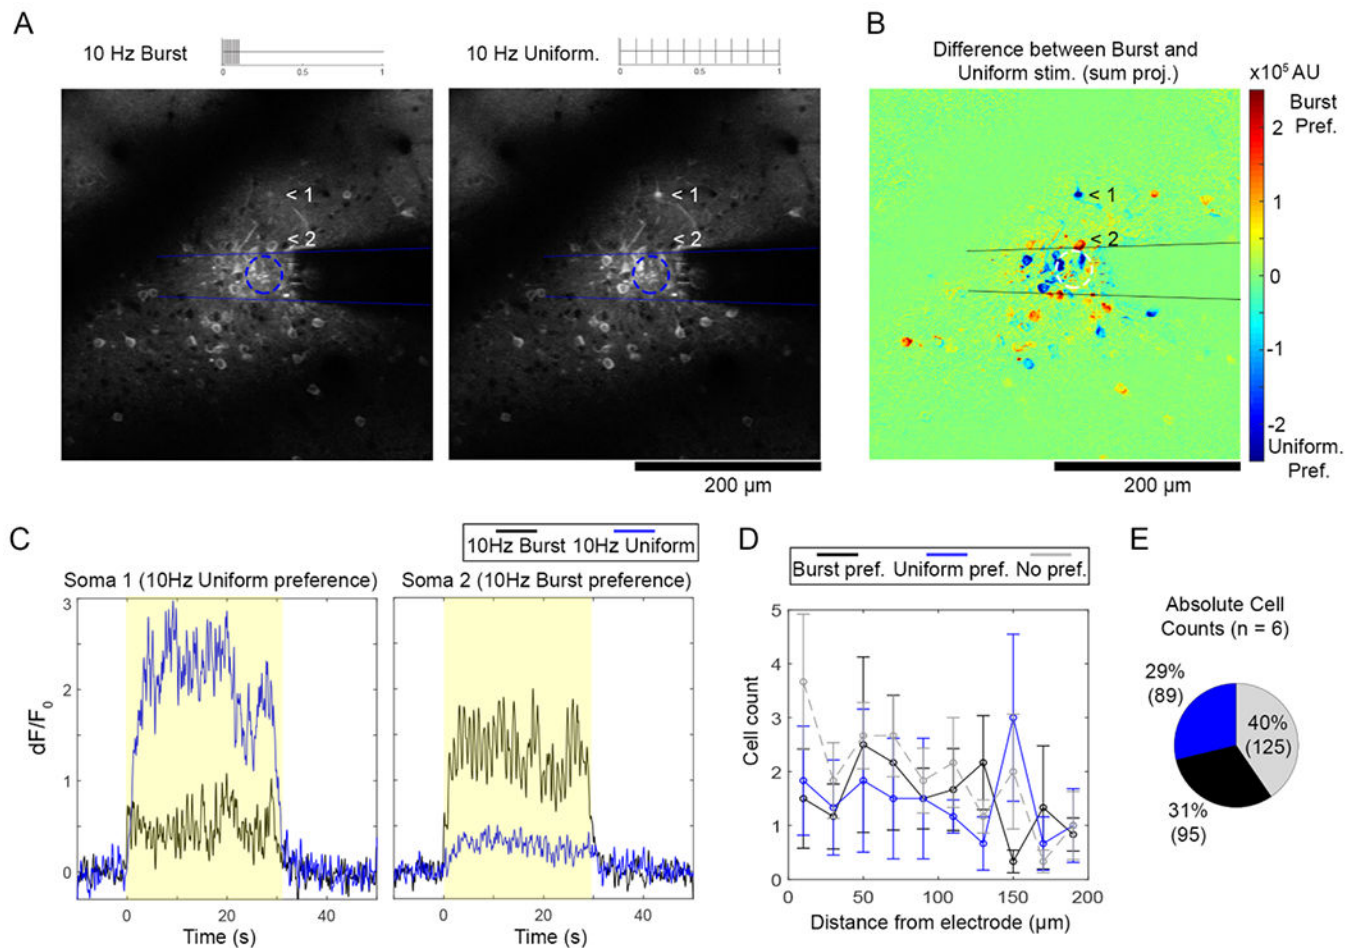 A
10 Hz Burst
0
0.5
1
10 Hz Uniform.
0
0.5
1
< 1
< 2
< 1
< 2
200 µm
B
Difference between Burst and
Uniform stim. (sum proj.)
x10⁵ AU
Burst
Pref.
2
1
0
-1
-2
Uniform.
Pref.
< 1
< 2
200 µm
C
10Hz Burst 10Hz Uniform
Soma 1 (10Hz Uniform preference)
Soma 2 (10Hz Burst preference)
dF/F₀
3
2
1
0
0 20 40
Time (s)
0 20 40
Time (s)
D
Burst pref. Uniform pref. No pref.
Cell count
5
4
3
2
1
0
0 50 100 150 200
Distance from electrode (µm)
E
Absolute Cell
Counts (n = 6)
29%
(89)
40%
(125)
31%
(95)